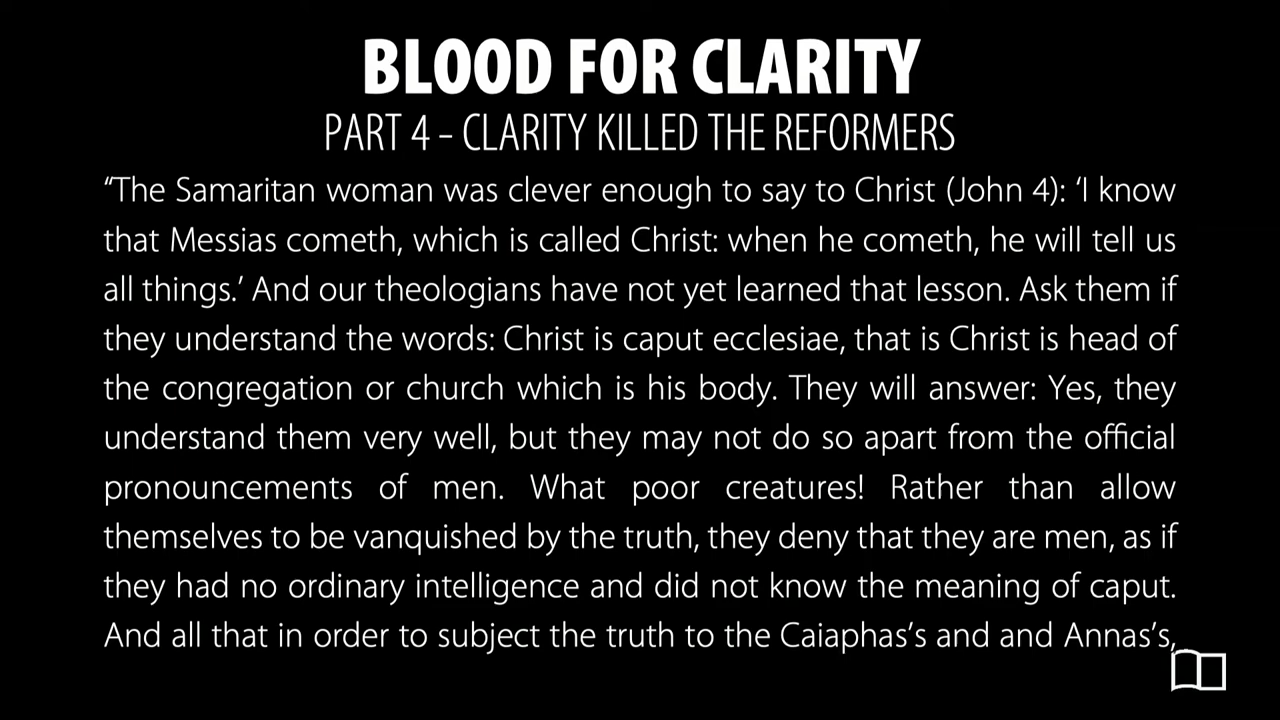 BLOOD FOR CLARITY
PART 4 – CLARITY KILLED THE REFORMERS
“The Samaritan woman was clever enough to say to Christ (John 4): ‘I know
that Messias cometh, which is called Christ: when he cometh, he will tell us
all things.’ And our theologians have not yet learned that lesson. Ask them if
they understand the words: Christ is caput ecclesiae, that is Christ is head of
the congregation or church which is his body. They will answer: Yes, they
understand them very well, but they may not do so apart from the official
pronouncements of men. What poor creatures! Rather than allow
themselves to be vanquished by the truth, they deny that they are men, as if
they had no ordinary intelligence and did not know the meaning of caput.
And all that in order to subject the truth to the Caiaphas’s and and Annas’s,